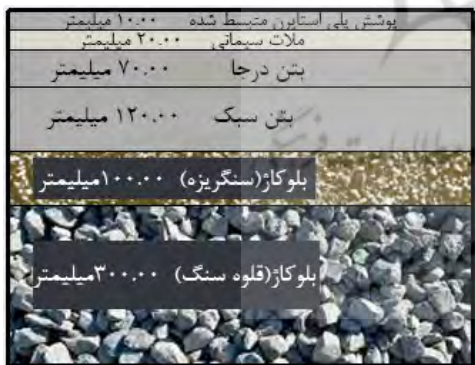 پوشش پلی استایرن منبسط شده ۱۰.۰۰ میلیمتر
ملات سیمانی ۲۰.۰۰ میلیمتر
بتن درجا ۷۰.۰۰ میلیمتر
بتن سبک ۱۲۰.۰۰ میلیمتر
بلوکاژ(سنگریزه) ۱۰۰.۰۰میلیمتر
بلوکاژ(قلوه سنگ) ۳۰۰.۰۰میلیمتر